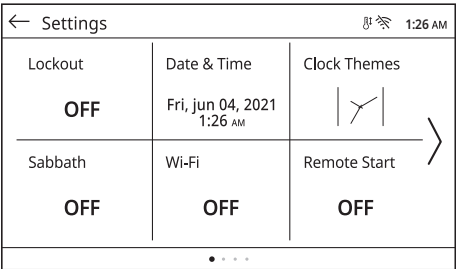 Settings
1:26 AM
Lockout
OFF
Date & Time
Fri, jun 04, 2021
1:26 AM
Clock Themes
Sabbath
OFF
Wi-Fi
OFF
Remote Start
OFF